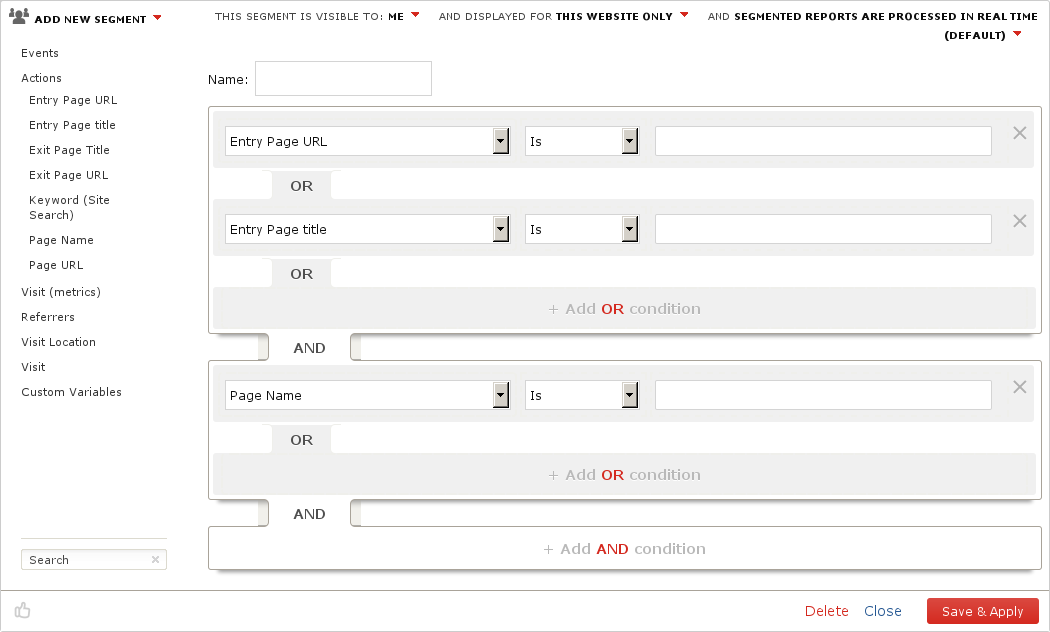 ADD NEW SEGMENT
THIS SEGMENT IS VISIBLE TO: ME
AND DISPLAYED FOR THIS WEBSITE ONLY
AND SEGMENTED REPORTS ARE PROCESSED IN REAL TIME
(DEFAULT)
Events
Actions
Entry Page URL
Entry Page title
Exit Page Title
Exit Page URL
Keyword (Site
Search)
Page Name
Page URL
Visit (metrics)
Referrers
Visit Location
Visit
Custom Variables
Search
Name:
Entry Page URL Is
OR
Entry Page title Is
OR
+ Add OR condition
AND
Page Name Is
OR
+ Add OR condition
AND
+ Add AND condition
Delete Close Save & Apply